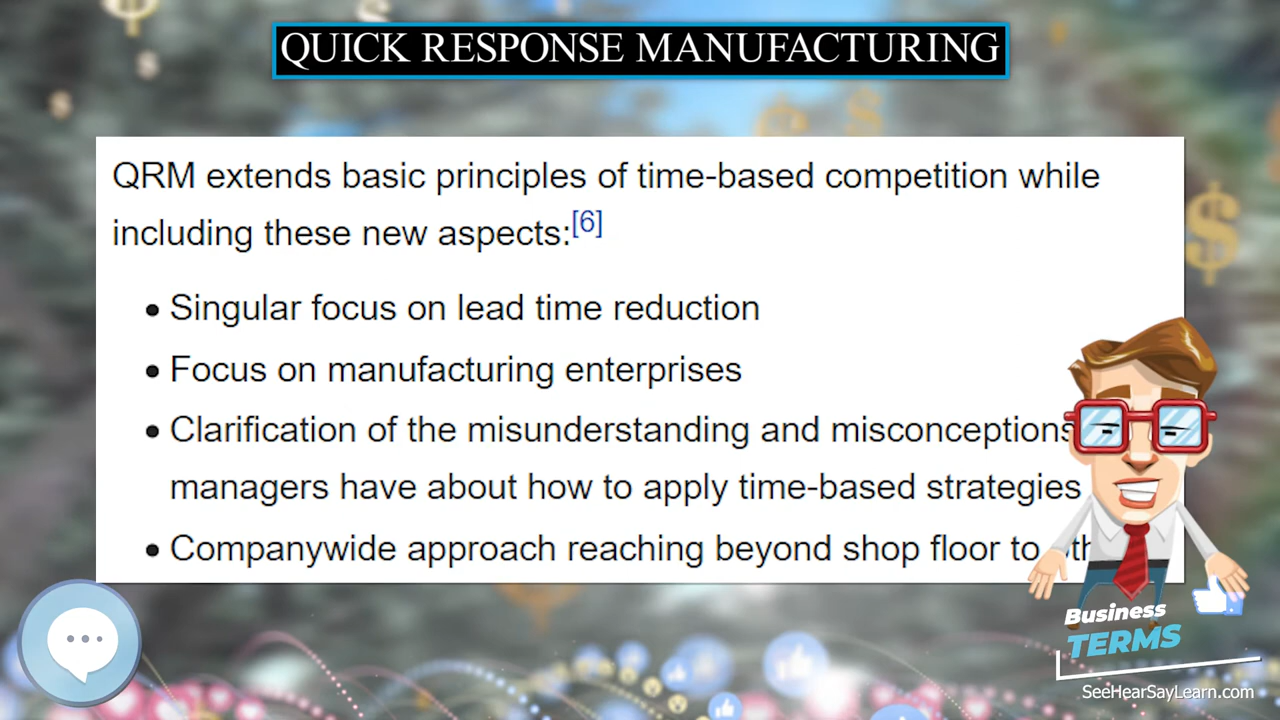 QUICK RESPONSE MANUFACTURING
QRM extends basic principles of time-based competition while
including these new aspects:[6]
• Singular focus on lead time reduction
• Focus on manufacturing enterprises
• Clarification of the misunderstanding and misconceptions
managers have about how to apply time-based strategies
• Companywide approach reaching beyond shop floor to
Business
TERMS
SeeHearSayLearn.com